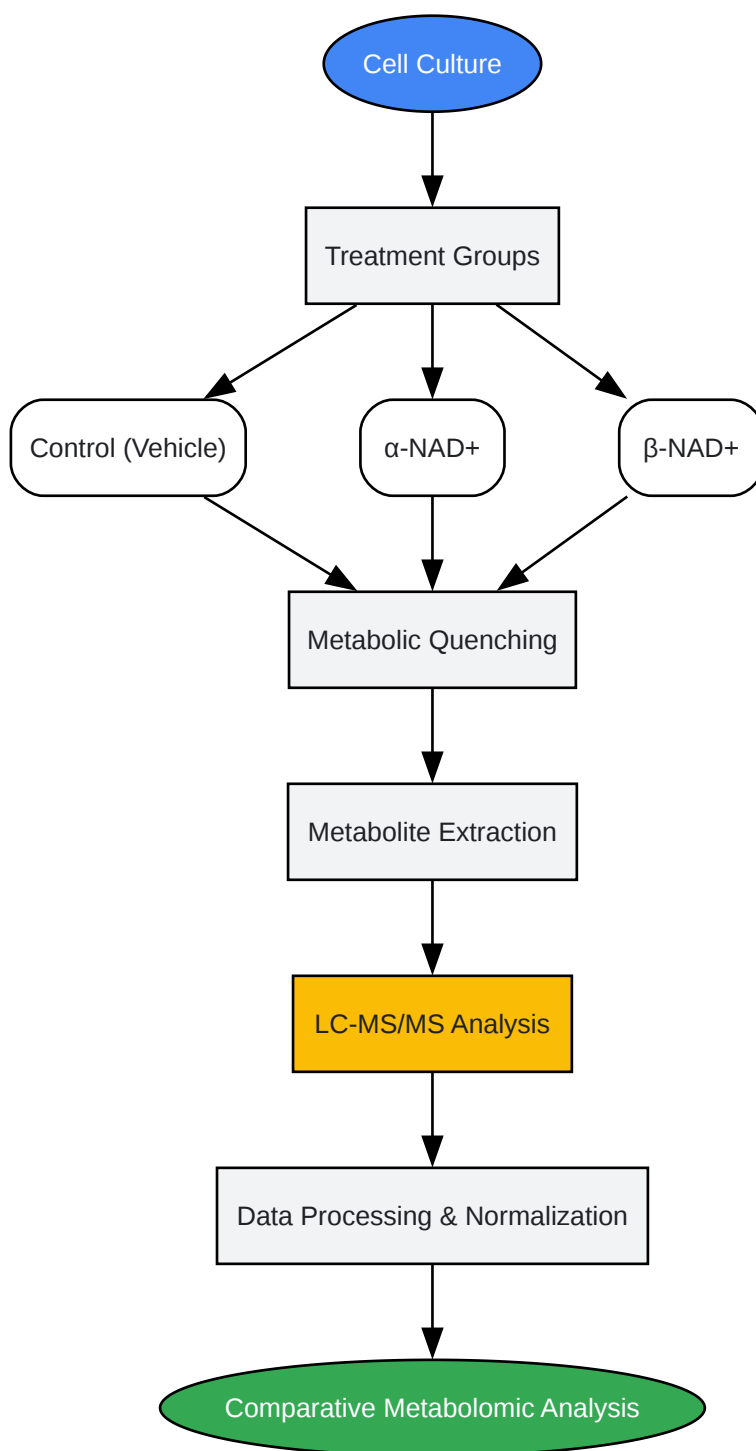 Cell Culture
Treatment Groups
Control (Vehicle)
α-NAD+
β-NAD+
Metabolic Quenching
Metabolite Extraction
LC-MS/MS Analysis
Data Processing & Normalization
Comparative Metabolomic Analysis